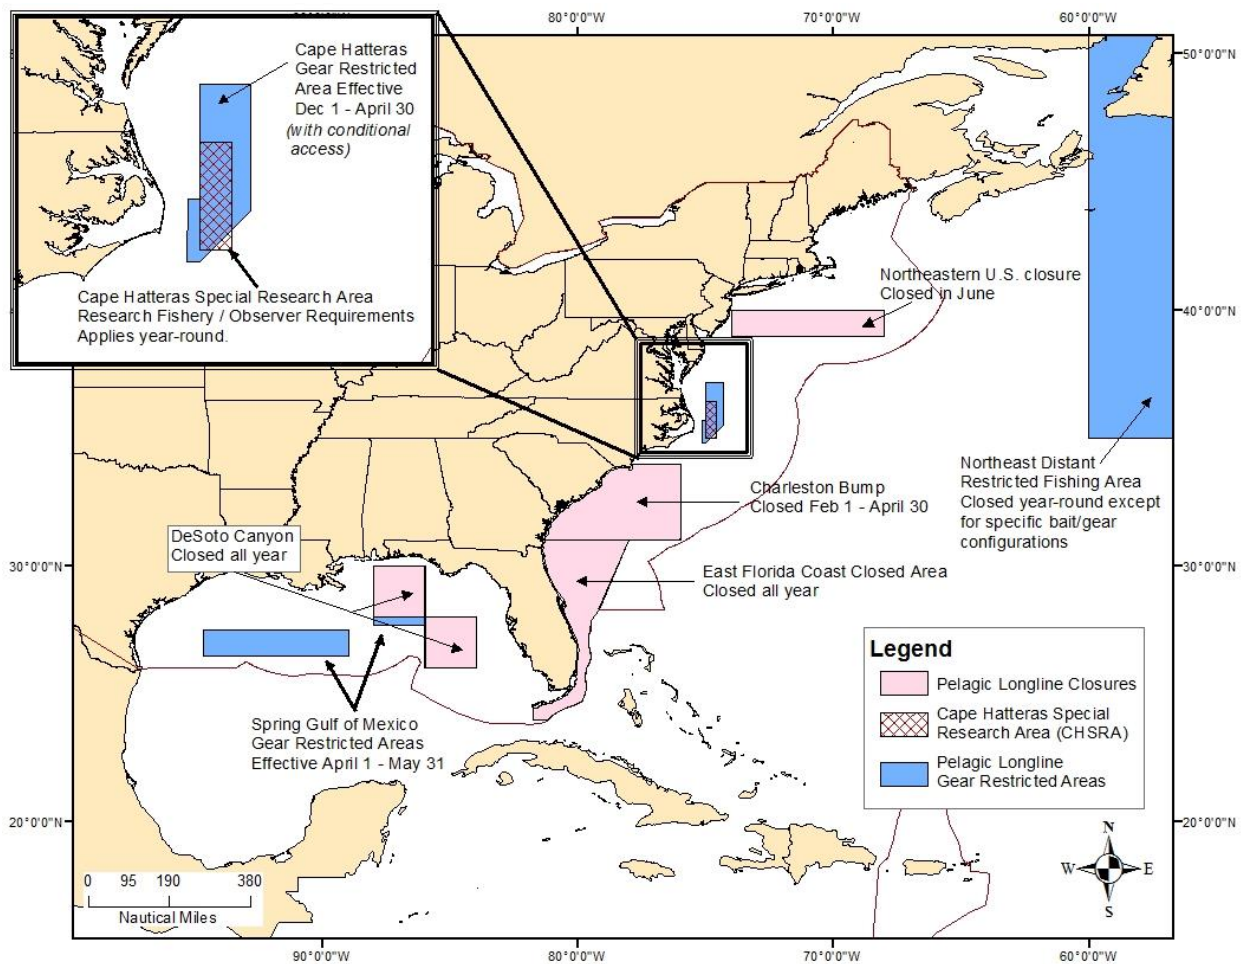 80°0'0"W
70°0'0"W
60°0'0"W
Cape Hatteras
Gear Restricted
Area Effective
Dec 1 - April 30
(with conditional
access)
Cape Hatteras Special Research Area
Research Fishery / Observer Requirements
Applies year-round.
50°0'0"N
Northeastern U.S. closure
Closed in June
40°0'0"N
Northeast Distant
Restricted Fishing Area
Closed year-round except
for specific bait/gear
configurations
Charleston Bump
Closed Feb 1 - April 30
DeSoto Canyon
Closed all year
30°0'0"N
30°0'0"N
East Florida Coast Closed Area
Closed all year
Spring Gulf of Mexico
Gear Restricted Areas
Effective April 1 - May 31
Legend
Pelagic Longline Closures
Cape Hatteras Special
Research Area (CHSRA)
Pelagic Longline
Gear Restricted Areas
20°0'0"N
20°0'0"N
N
W E
S
0 95 190 380
Nautical Miles
90°0'0"W
80°0'0"W
70°0'0"W
60°0'0"W